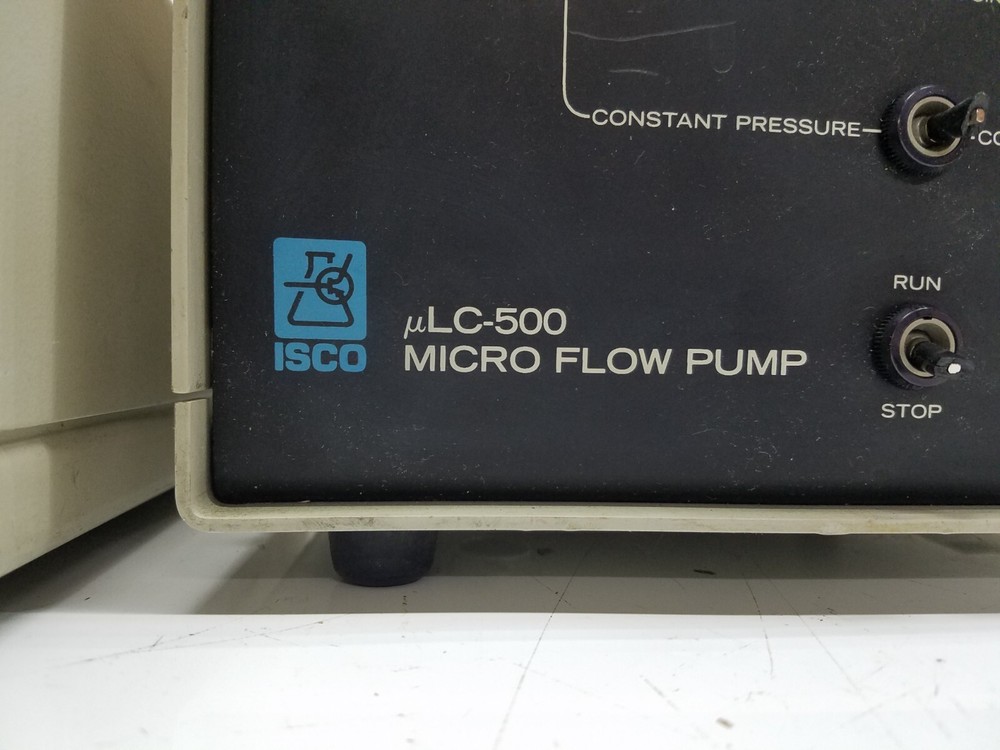 CONSTANT PRESSURE
RUN
μLC-500
ISCO
MICRO FLOW PUMP
STOP